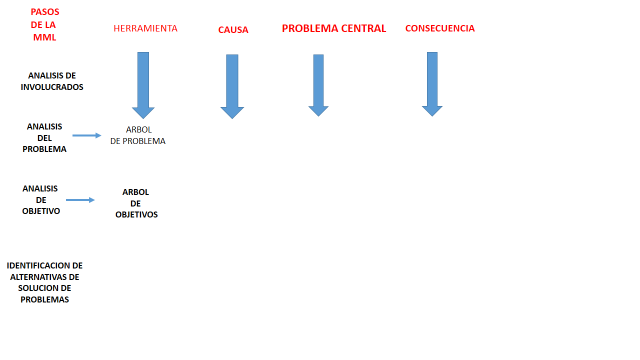 PASOS
DE LA
MML
HERRAMIENTA
CAUSA
PROBLEMA CENTRAL
CONSECUENCIA
ANALISIS DE
INVOLUCRADOS
ANALISIS
DEL
PROBLEMA
ARBOL
DE PROBLEMA
ANALISIS
DE
OBJETIVO
ARBOL
DE
OBJETIVOS
IDENTIFICACION DE
ALTERNATIVAS DE
SOLUCION DE
PROBLEMAS